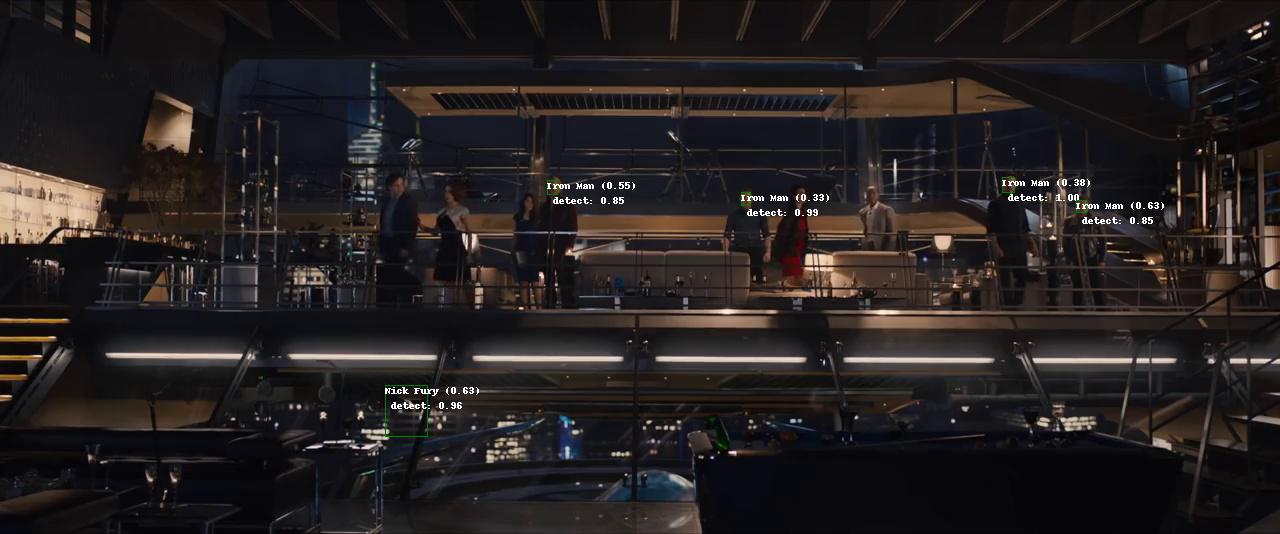 Iron Man (0.55)
detect: 0.85
Iron Man (0.33)
detect: 0.99
Iron Man (0.38)
detect: 1.00
Iron Man (0.63)
detect: 0.85
Nick Fury (0.63)
detect: 0.96